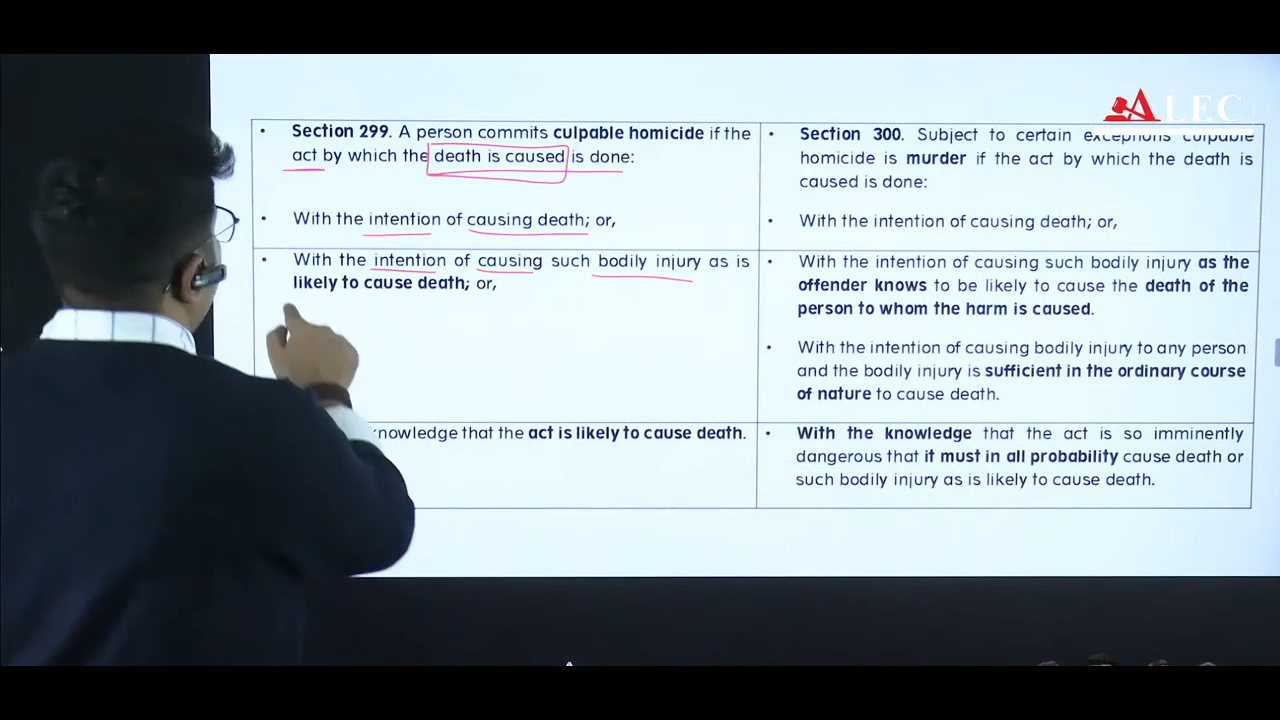 ALEC
Section 299. A person commits culpable homicide if the
act by which the death is caused is done:
With the intention of causing death; or,
With the intention of causing such bodily injury as is
likely to cause death; or,
knowledge that the act is likely to cause death.
Section 300. Subject to certain exceptions culpable
homicide is murder if the act by which the death is
caused is done:
With the intention of causing death; or,
With the intention of causing such bodily injury as the
offender knows to be likely to cause the death of the
person to whom the harm is caused.
With the intention of causing bodily injury to any person
and the bodily injury is sufficient in the ordinary course
of nature to cause death.
With the knowledge that the act is so imminently
dangerous that it must in all probability cause death or
such bodily injury as is likely to cause death.